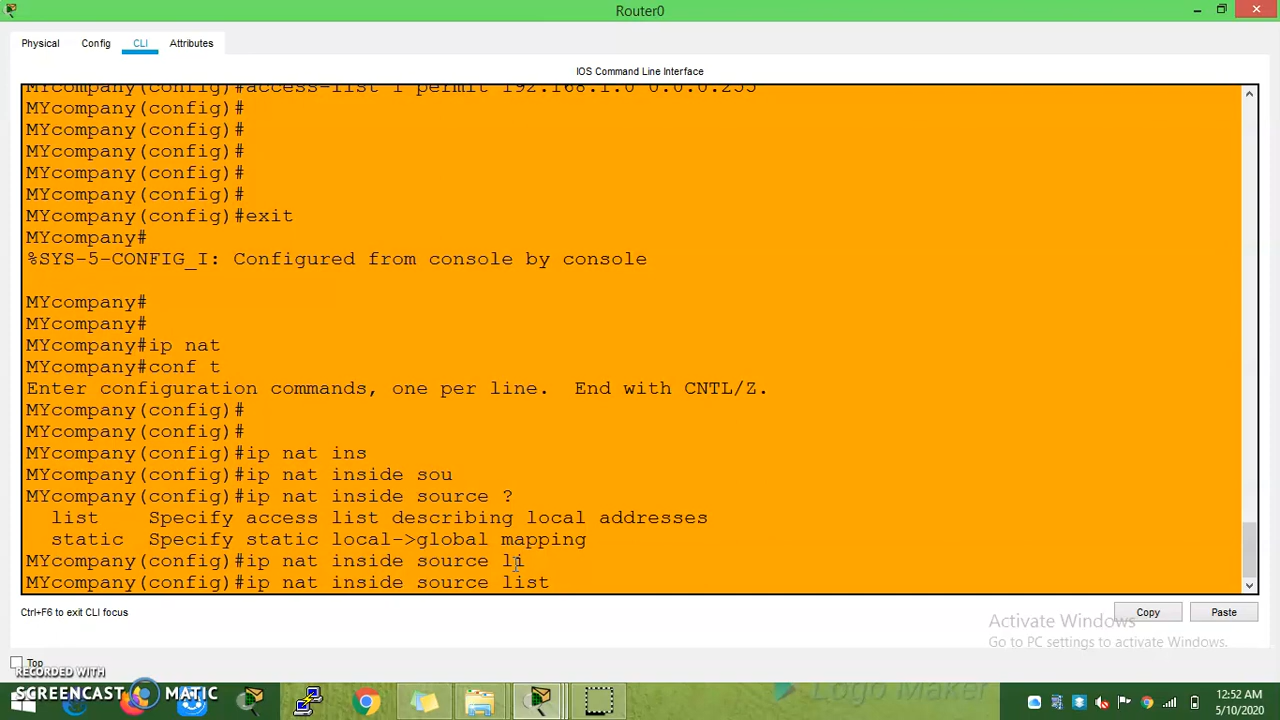 Router0
Physical
Config
CLI
Attributes
IOS Command Line Interface
MYcompany(config)#access-list 1 permit 192.168.1.0 0.0.0.255
MYcompany(config)#
MYcompany(config)#
MYcompany(config)#
MYcompany(config)#
MYcompany(config)#
MYcompany(config)#exit
MYcompany#
%SYS-5-CONFIG_I: Configured from console by console
MYcompany#
MYcompany#
MYcompany#ip nat
MYcompany#conf t
Enter configuration commands, one per line.  End with CNTL/Z.
MYcompany(config)#
MYcompany(config)#
MYcompany(config)#ip nat ins
MYcompany(config)#ip nat inside sou
MYcompany(config)#ip nat inside source ?
  list    Specify access list describing local addresses
  static  Specify static local->global mapping
MYcompany(config)#ip nat inside source li
MYcompany(config)#ip nat inside source list
Ctrl+F6 to exit CLI focus
Copy
Paste
Activate Windows
Go to PC settings to activate Windows.
Top
RECORDED WITH
SCREENCAST MATIC
Logo Maker
12:52 AM
5/10/2020